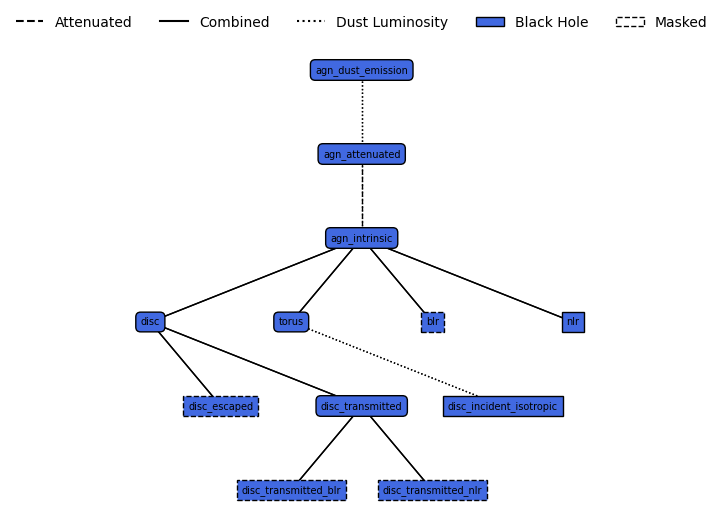 Attenuated Combined Dust Luminosity Black Hole Masked
agn_dust_emission
agn_attenuated
agn_intrinsic
disc torus blr nlr
disc_escaped disc_transmitted disc_incident_isotropic
disc_transmitted_blr disc_transmitted_nlr